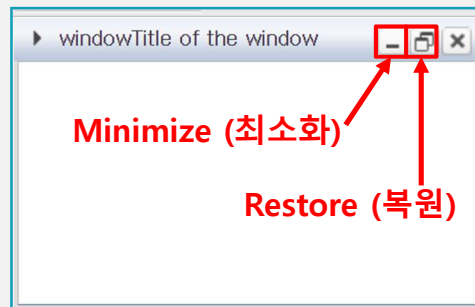 windowTitle of the window
Minimize (최소화)
Restore (복원)